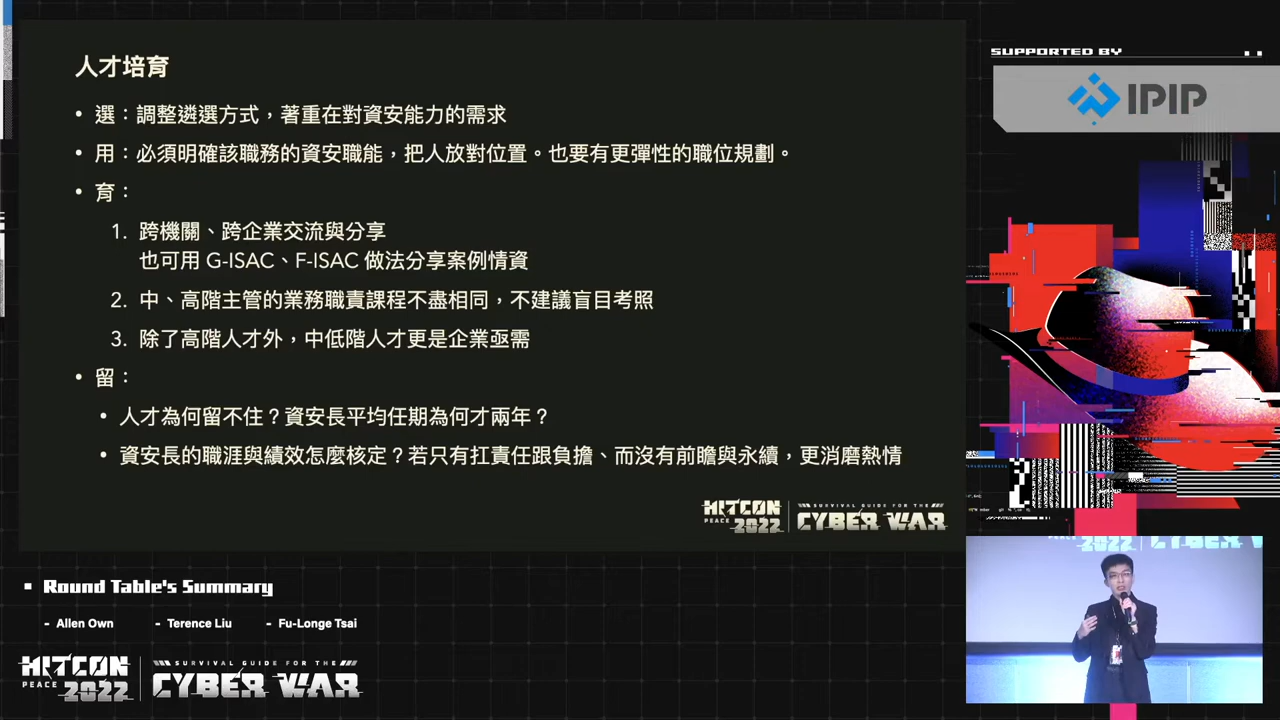 人才培育
• 選：調整遴選方式，著重在對資安能力的需求
• 用：必須明確該職務的資安職能，把人放對位置。也要有更彈性的職位規劃。
• 育：
1. 跨機關、跨企業交流與分享
也可用 G-ISAC、F-ISAC 做法分享案例情資
2. 中、高階主管的業務職責課程不盡相同，不建議盲目考照
3. 除了高階人才外，中低階人才更是企業亟需
• 留：
• 人才為何留不住？資安長平均任期為何才兩年？
• 資安長的職涯與績效怎麼核定？若只有扛責任跟負擔、而沒有前瞻與永續，更消磨熱情
HITCON
PEACE 2022
SURVIVAL GUIDE FOR THE
CYBER WAR
SUPPORTED BY
IPIP
Round Table's Summary
- Allen Own - Terence Liu - Fu-Longe Tsai
HITCON
PEACE 2022
SURVIVAL GUIDE FOR THE
CYBER WAR